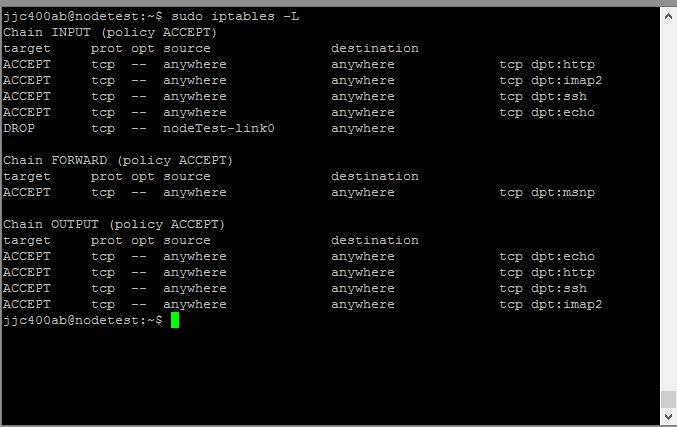 jjc400ab@nodetest:~$ sudo iptables -L
Chain INPUT (policy ACCEPT)
target     prot opt source               destination
ACCEPT     tcp  --  anywhere             anywhere             tcp dpt:http
ACCEPT     tcp  --  anywhere             anywhere             tcp dpt:imap2
ACCEPT     tcp  --  anywhere             anywhere             tcp dpt:ssh
ACCEPT     tcp  --  anywhere             anywhere             tcp dpt:echo
DROP       tcp  --  nodeTest-link0       anywhere

Chain FORWARD (policy ACCEPT)
target     prot opt source               destination
ACCEPT     tcp  --  anywhere             anywhere             tcp dpt:msnp

Chain OUTPUT (policy ACCEPT)
target     prot opt source               destination
ACCEPT     tcp  --  anywhere             anywhere             tcp dpt:echo
ACCEPT     tcp  --  anywhere             anywhere             tcp dpt:http
ACCEPT     tcp  --  anywhere             anywhere             tcp dpt:ssh
ACCEPT     tcp  --  anywhere             anywhere             tcp dpt:imap2
jjc400ab@nodetest:~$